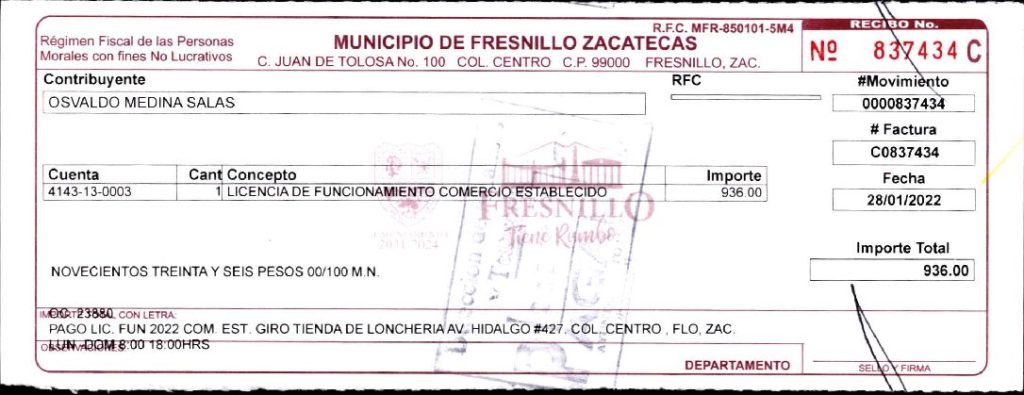 R.F.C. MFR-850101-5M4
RECIBO No.
Régimen Fiscal de las Personas
Morales con fines No Lucrativos
MUNICIPIO DE FRESNILLO ZACATECAS
C. JUAN DE TOLOSA No. 100 COL. CENTRO C.P. 99000 FRESNILLO, ZAC.
Nº 837434 C
Contribuyente
RFC
#Movimiento
OSVALDO MEDINA SALAS
0000837434
# Factura
C0837434
Cuenta Cant Concepto Importe
Fecha
4143-13-0003 1 LICENCIA DE FUNCIONAMIENTO COMERCIO ESTABLECIDO 936.00
28/01/2022
FRESNILLO
Tiene Rumbo
2021-2024
Importe Total
936.00
NOVECIENTOS TREINTA Y SEIS PESOS 00/100 M.N.
OC. 23880
CON LETRA:
PAGO LIC. FUN 2022 COM. EST. GIRO TIENDA DE LONCHERIA AV. HIDALGO #427. COL. CENTRO , FLO, ZAC.
LUN -DOM 8:00 18:00HRS
OBSERVACIONES:
DEPARTAMENTO
SELLO Y FIRMA